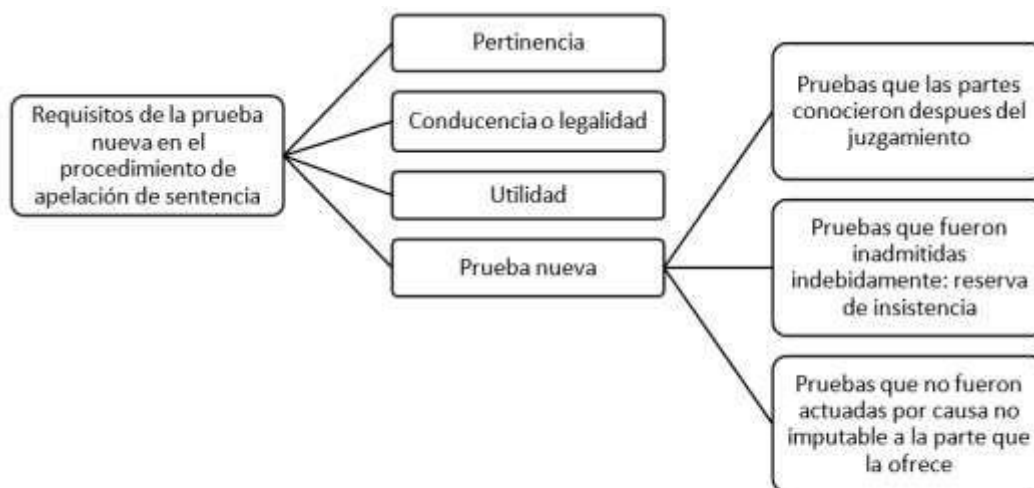 Requisitos de la prueba
nueva en el
procedimiento de
apelación de sentencia
Pertinencia
Conducencia o legalidad
Utilidad
Prueba nueva
Pruebas que las partes
conocieron despues del
juzgamiento
Pruebas que fueron
inadmitidas
indebidamente: reserva
de insistencia
Pruebas que no fueron
actuadas por causa no
imputable a la parte que
la ofrece